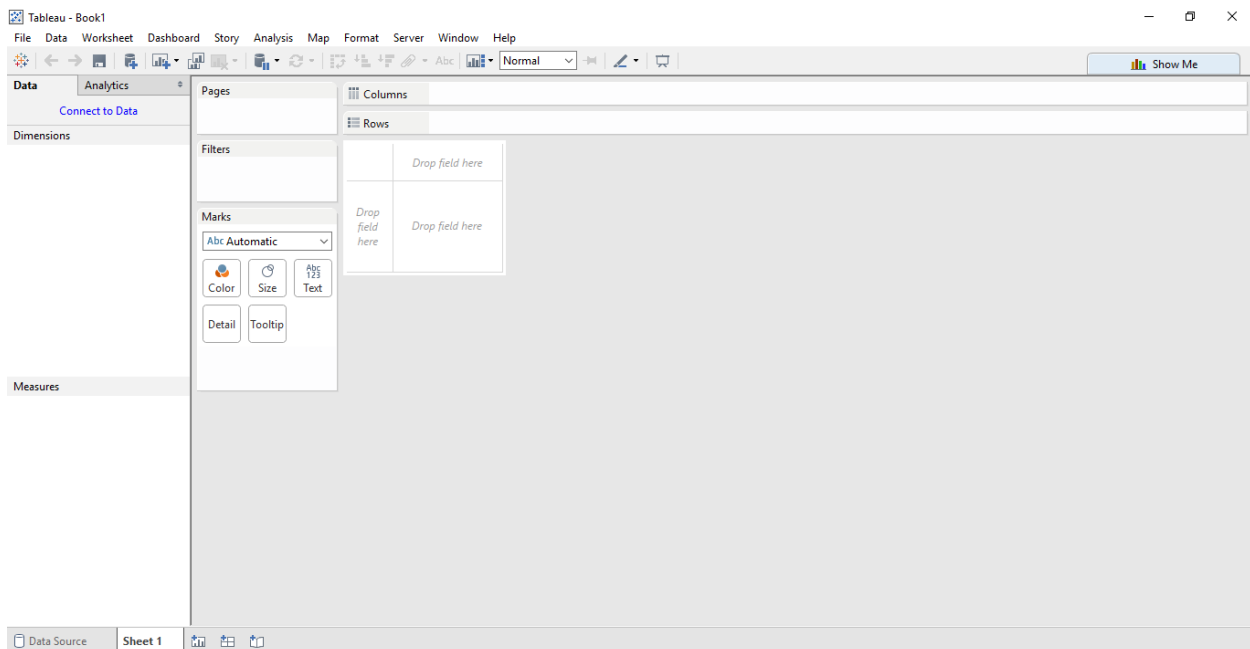 Tableau - Book1
File Data Worksheet Dashboard Story Analysis Map Format Server Window Help
Abc Normal Show Me
Data Analytics
Connect to Data
Dimensions
Measures
Pages
Filters
Marks
Abc Automatic
Color Size Abc 123 Text
Detail Tooltip
Columns
Rows
Drop field here
Drop
field
here
Drop field here
Data Source Sheet 1